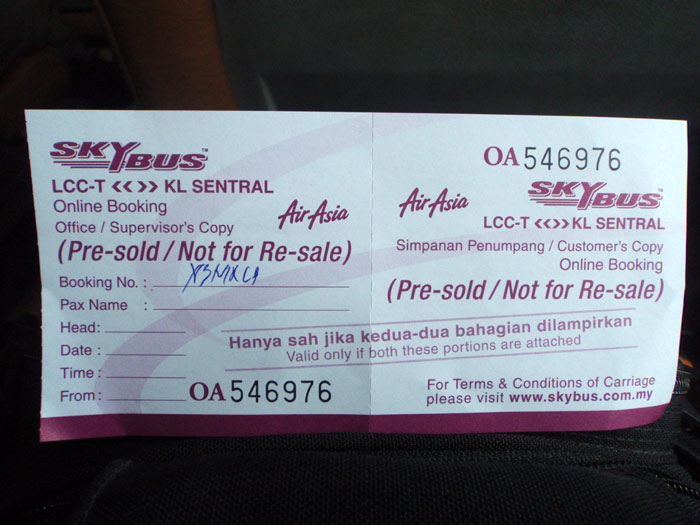 SKYBUS™
LCC-T <<>> KL SENTRAL
Online Booking
Office / Supervisor's Copy
AirAsia
(Pre-sold / Not for Re-sale)
Booking No. :
Pax Name :
Head:
Date :
Time :
From:
OA546976
OA546976
AirAsia
SKYBUS™
LCC-T <<>> KL SENTRAL
Simpanan Penumpang / Customer's Copy
Online Booking
(Pre-sold / Not for Re-sale)
Hanya sah jika kedua-dua bahagian dilampirkan
Valid only if both these portions are attached
For Terms & Conditions of Carriage
please visit www.skybus.com.my